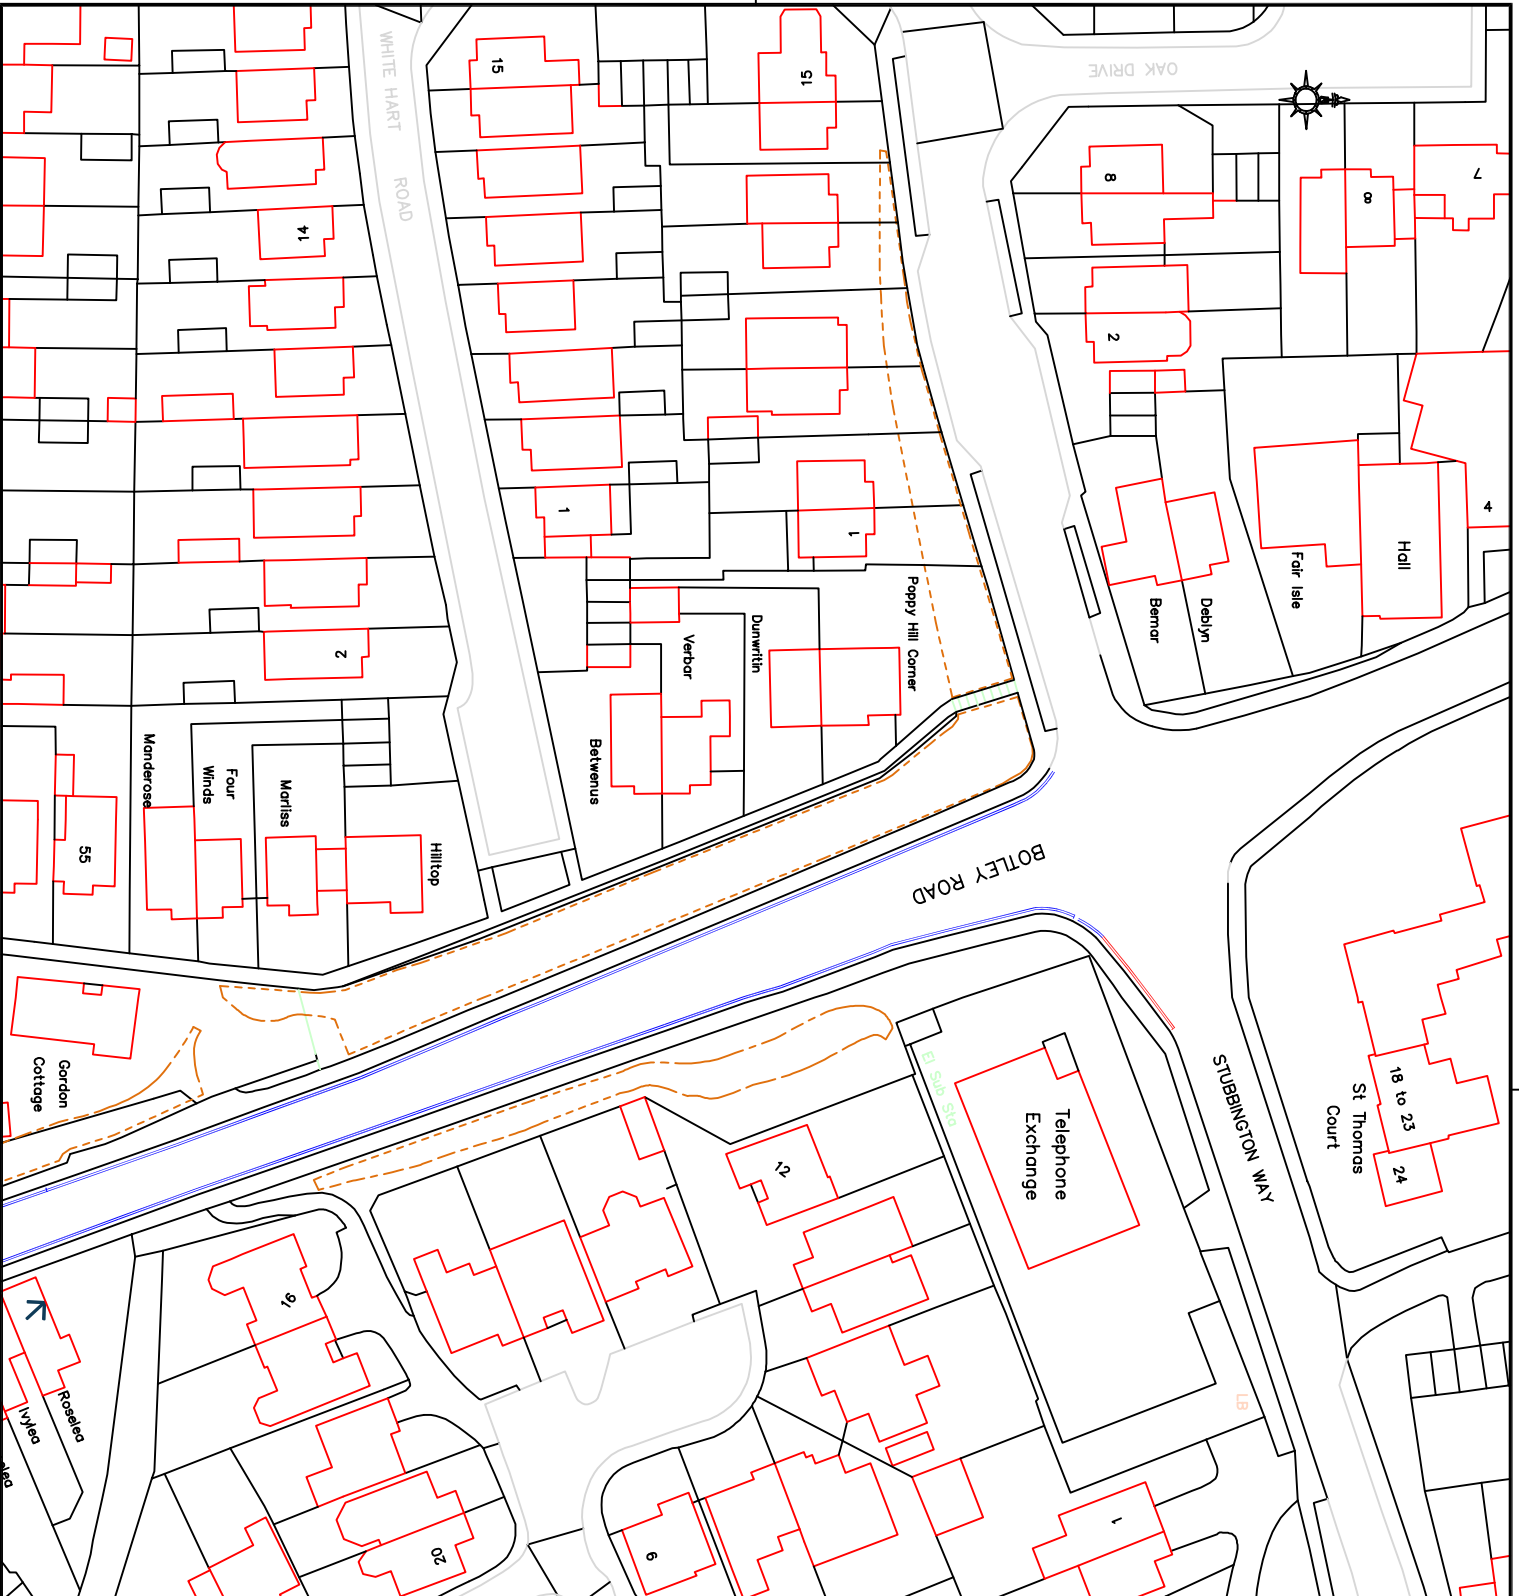 WHITE HART ROAD
OAK DRIVE
15
15
8
8
7
14
2
1
1
4
Hall
Fair Isle
Deblyn
Bemar
Poppy Hill Corner
Dunwritin
Verbar
Betwenus
2
Manderose
Four
Winds
Marliss
Hilltop
55
BOTLEY ROAD
Gordon
Cottage
El Sub Sta
Telephone
Exchange
STUBBINGTON WAY
18 to 23
St Thomas
Court
24
12
16
Roselea
Ivylea
elea
LB
20
9
1